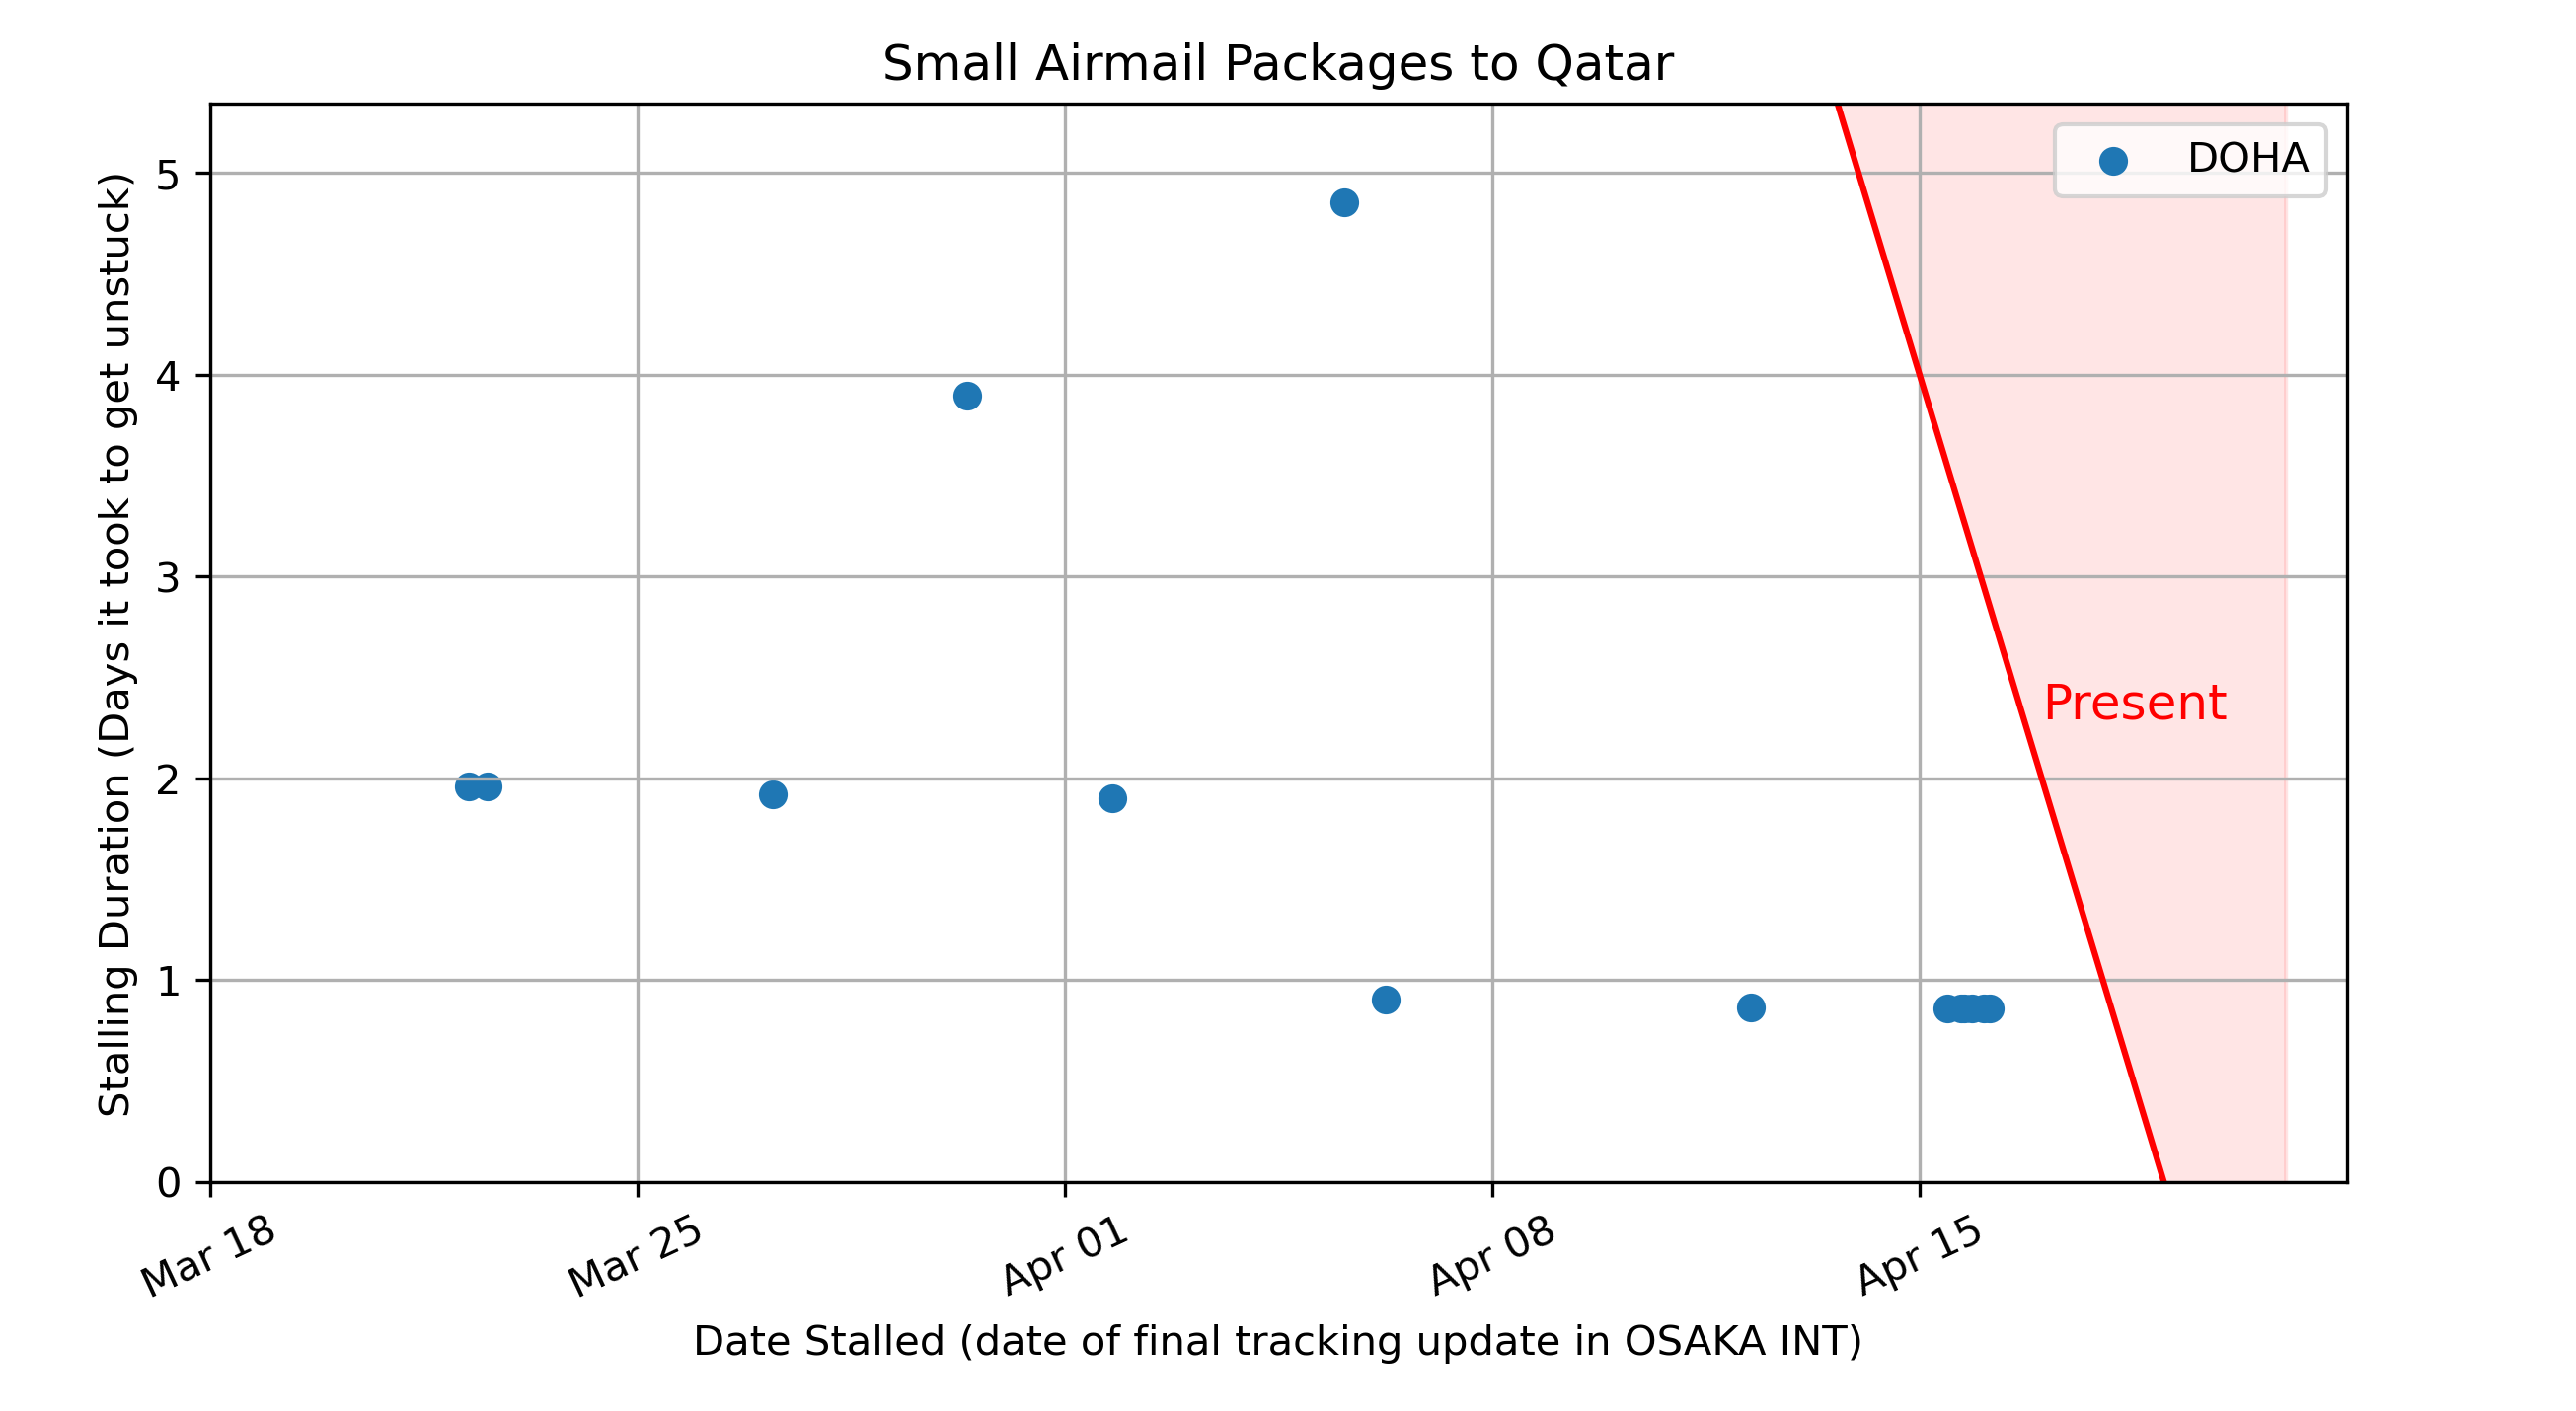 Small Airmail Packages to Qatar
DOHA
Present
Stalling Duration (Days it took to get unstuck)
5
4
3
2
1
0
Mar 18
Mar 25
Apr 01
Apr 08
Apr 15
Date Stalled (date of final tracking update in OSAKA INT)